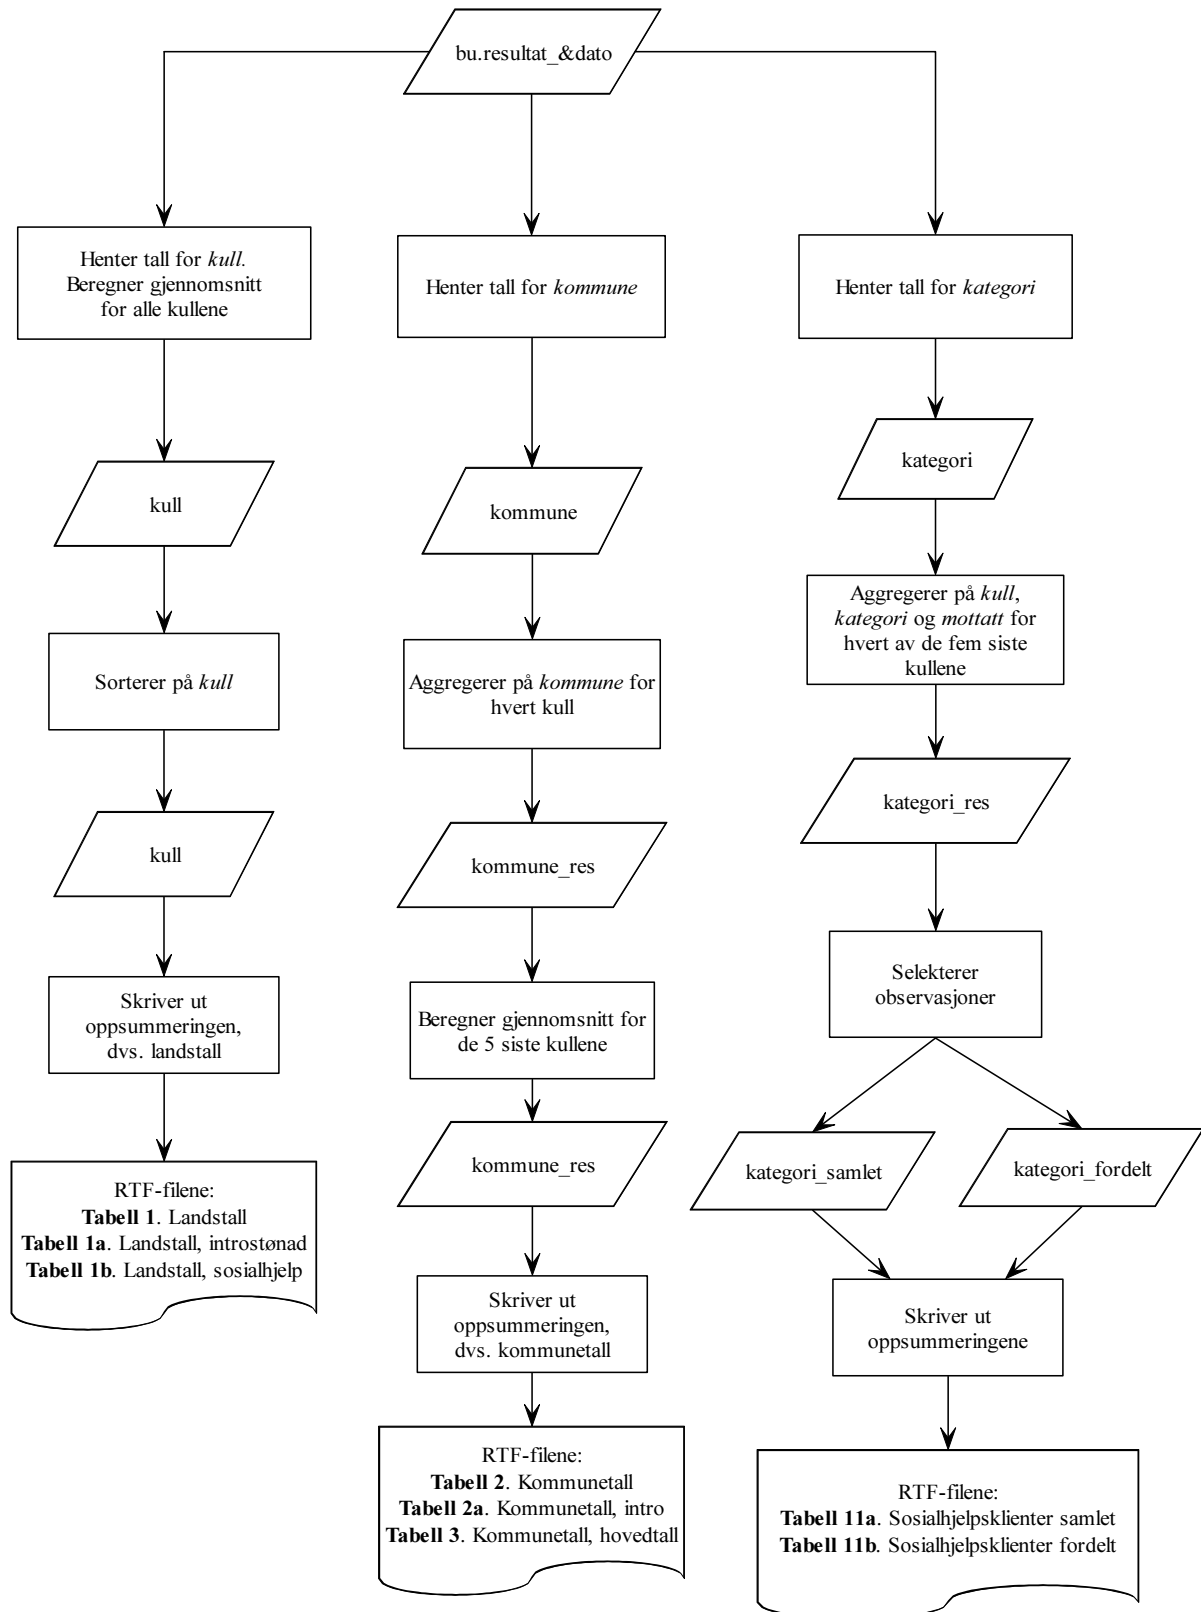 bu.resultat_&dato
Henter tall for kull.
Beregner gjennomsnitt
for alle kullene
kull
Sorterer på kull
kull
Skriver ut
oppsummeringen,
dvs. landstall
RTF-filene:
Tabell 1. Landstall
Tabell 1a. Landstall, introstønad
Tabell 1b. Landstall, sosialhjelp
Henter tall for kommune
kommune
Aggregerer på kommune for
hvert kull
kommune_res
Beregner gjennomsnitt for
de 5 siste kullene
kommune_res
Skriver ut
oppsummeringen,
dvs. kommunetall
RTF-filene:
Tabell 2. Kommunetall
Tabell 2a. Kommunetall, intro
Tabell 3. Kommunetall, hovedtall
Henter tall for kategori
kategori
Aggregerer på kull,
kategori og mottatt for
hvert av de fem siste
kullene
kategori_res
Selekterer
observasjoner
kategori_samlet
kategori_fordelt
Skriver ut
oppsummeringene
RTF-filene:
Tabell 11a. Sosialhjelpsklienter samlet
Tabell 11b. Sosialhjelpsklienter fordelt